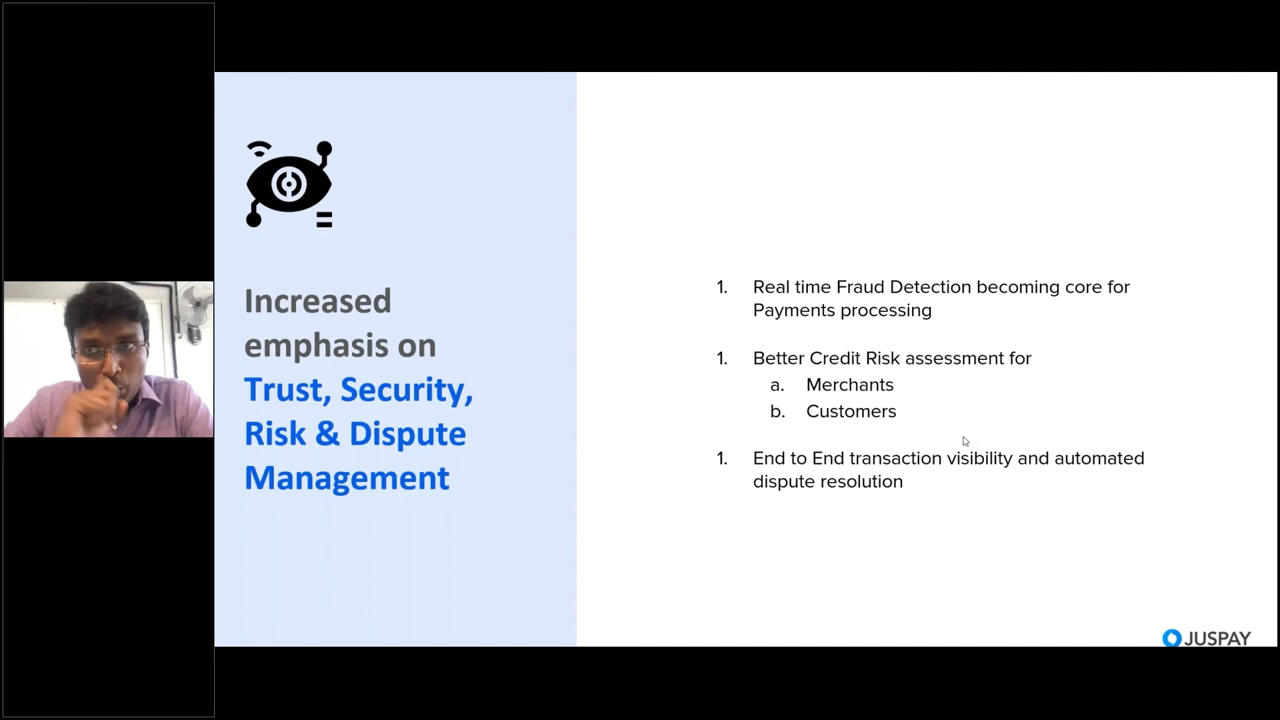 Increased
emphasis on
Trust, Security,
Risk & Dispute
Management
1. Real time Fraud Detection becoming core for
Payments processing
1. Better Credit Risk assessment for
a. Merchants
b. Customers
1. End to End transaction visibility and automated
dispute resolution
JUSPAY